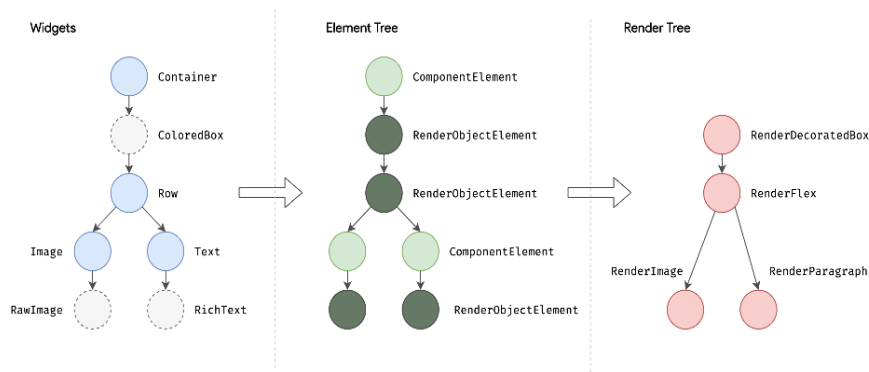 Widgets
Element Tree
Render Tree
Container
ComponentElement
ColoredBox
RenderObjectElement
RenderDecoratedBox
Row
RenderObjectElement
RenderFlex
Image
Text
ComponentElement
RenderImage
RenderParagraph
RawImage
RichText
RenderObjectElement